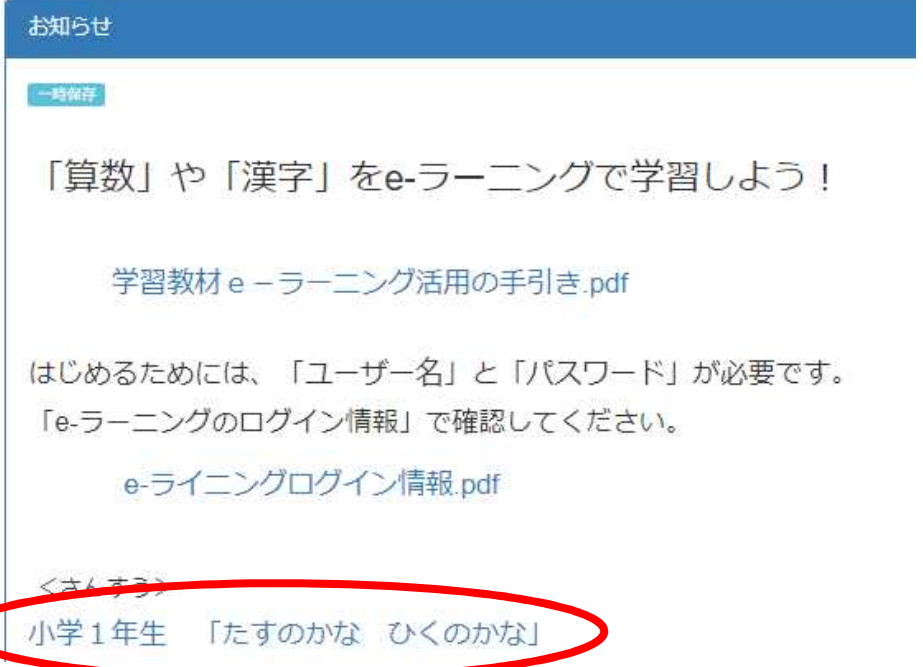 お知らせ
一時保存
「算数」や「漢字」をe-ラーニングで学習しよう！
学習教材ｅ－ラーニング活用の手引き.pdf
はじめるためには、「ユーザー名」と「パスワード」が必要です。
「e-ラーニングのログイン情報」で確認してください。
e-ライニングログイン情報.pdf
＜さんすう＞
小学１年生　「たすのかな　ひくのかな」